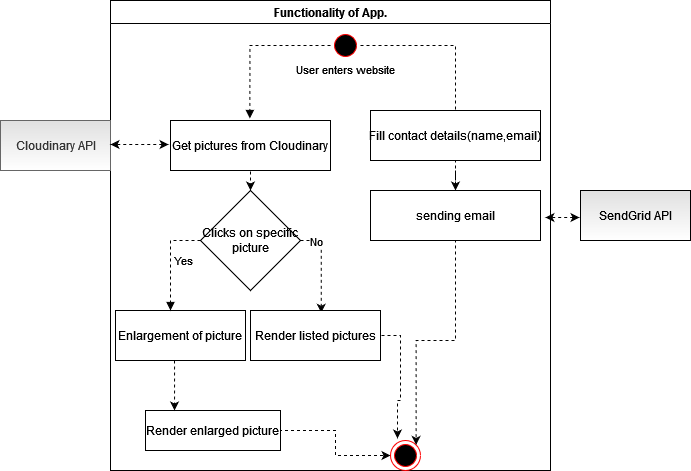 Functionality of App.
User enters website
Fill contact details(name,email)
Cloudinary API
Get pictures from Cloudinary
sending email
SendGrid API
Clicks on specific
picture
No
Yes
Enlargement of picture
Render listed pictures
Render enlarged picture